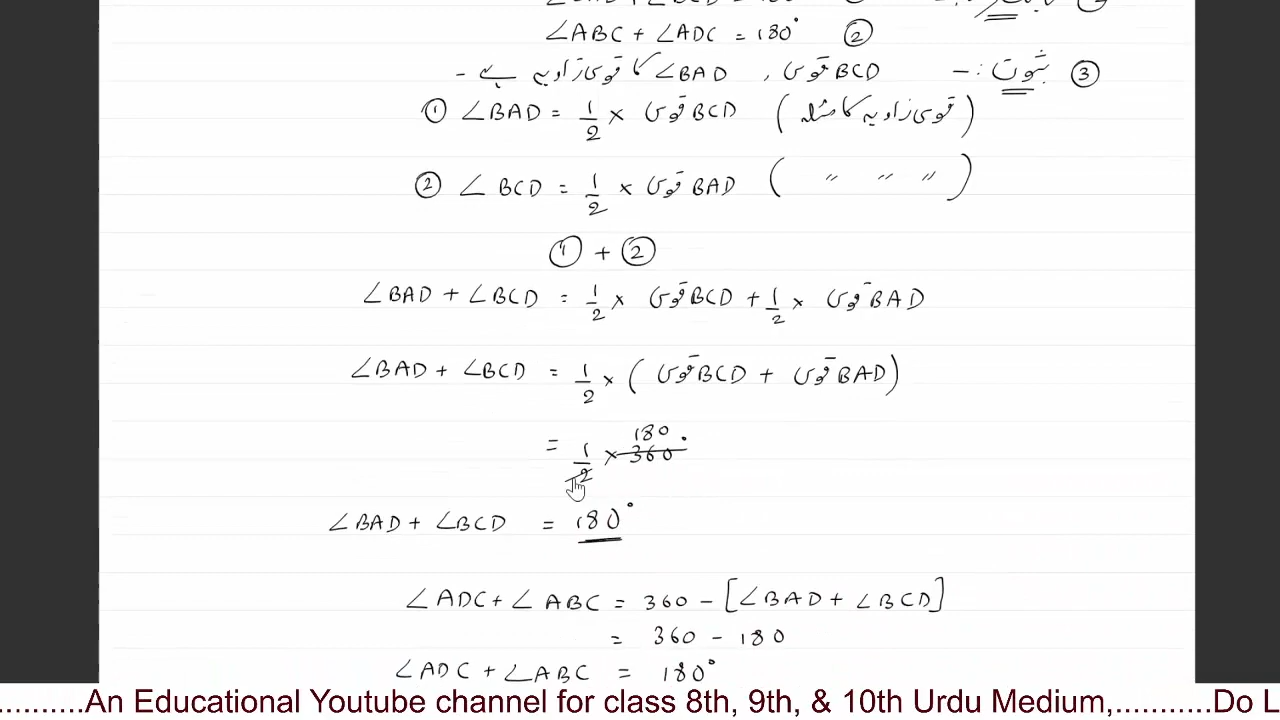 ∠ABC + ∠ADC = 180° ②
③ ثبوت :- قوس BCD ، ∠BAD کا قوسی زاویہ ہے -
① ∠BAD = 1/2 × قوس BCD (قوسی زاویہ کا مسئلہ)
② ∠BCD = 1/2 × قوس BAD ( 〃 〃 〃 )
① + ②
∠BAD + ∠BCD = 1/2 × قوس BCD + 1/2 × قوس BAD
∠BAD + ∠BCD = 1/2 × (قوس BCD + قوس BAD)
= 1/2 × 360° 180
∠BAD + ∠BCD = 180°
∠ADC + ∠ABC = 360 - [∠BAD + ∠BCD]
= 360 - 180
∠ADC + ∠ABC = 180°
..........An Educational Youtube channel for class 8th, 9th, & 10th Urdu Medium,...........Do L